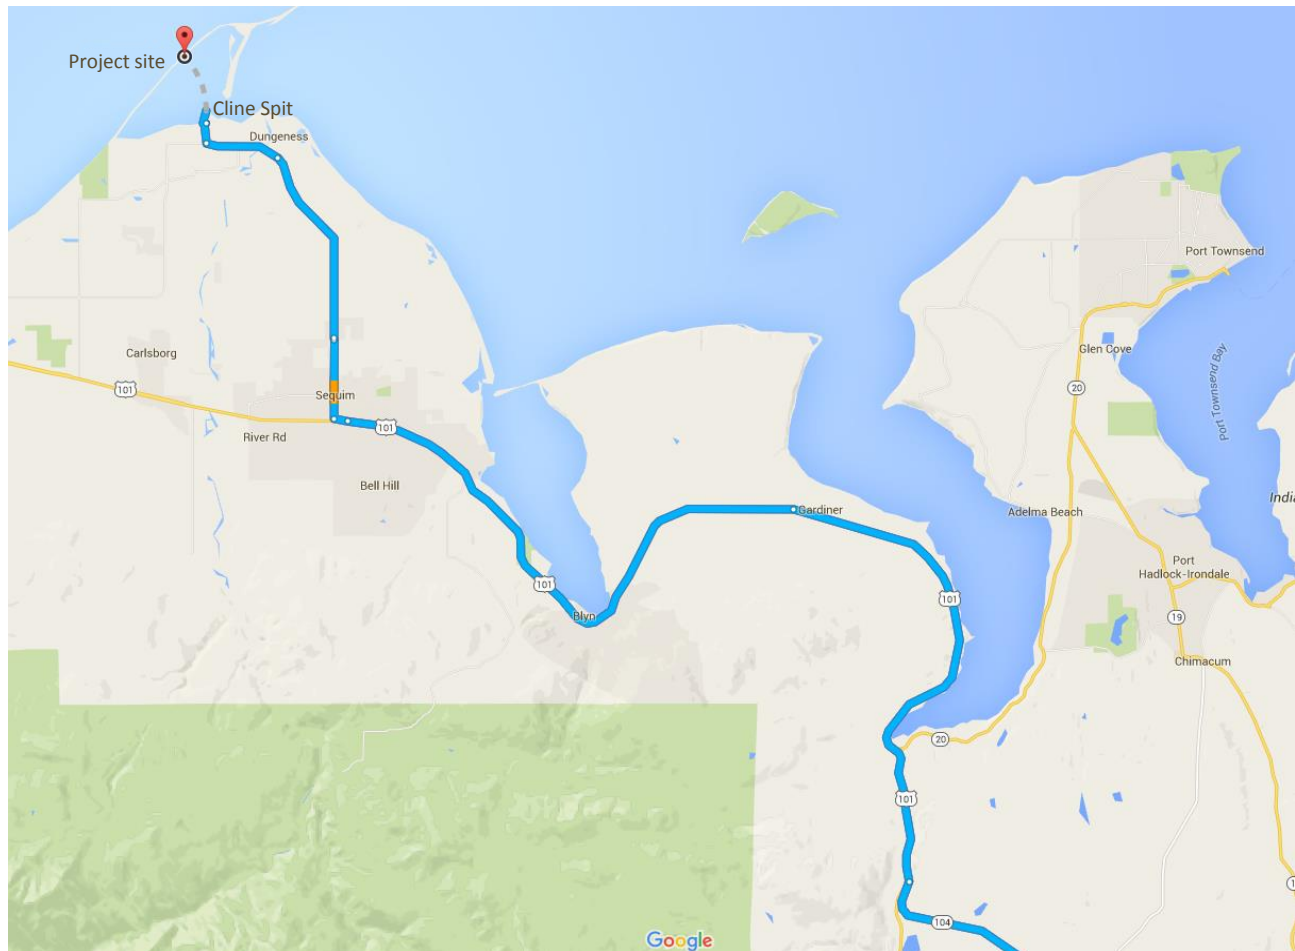 Project site
Cline Spit
Dungeness
Port Townsend
Carlsborg
Glen Cove
Port Townsend Bay
101
20
Sequim
101
River Rd
Bell Hill
Gardiner
Adelma Beach
India
Port
Hadlock-Irondale
101
101
Blyn
19
Chimacum
20
101
104
Google